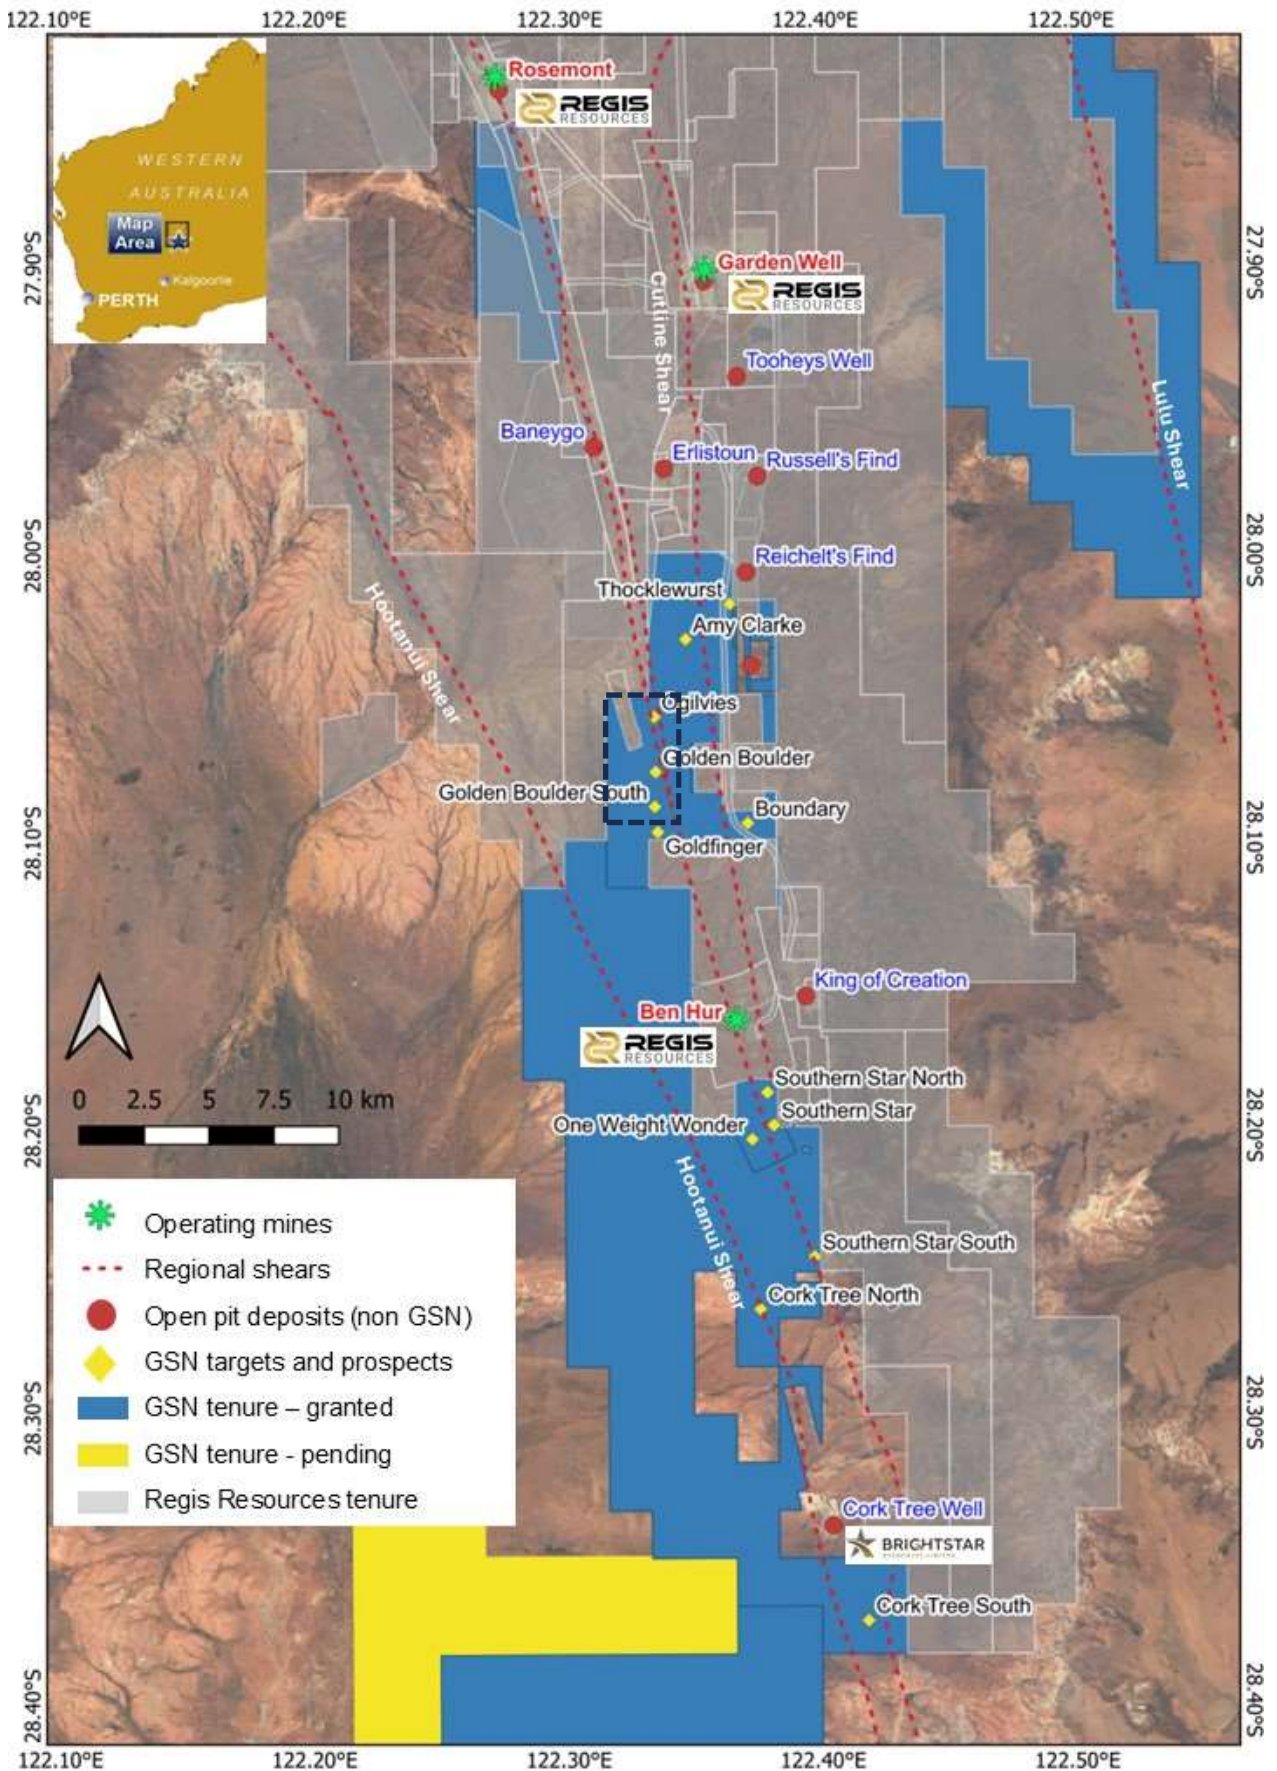 122.10°E 122.20°E 122.30°E 122.40°E 122.50°E
Rosemont
REGIS
RESOURCES
WESTERN
AUSTRALIA
Map
Area
Kalgoorlie
PERTH
27.90°S
27.90°S
Garden Well
REGIS
RESOURCES
Cutline Shear
Tooheys Well
Lulu Shear
Baneygo
Erlistoun
Russell's Find
28.00°S
28.00°S
Reichelt's Find
Thocklewurst
Amy Clarke
Hootanui Shear
Ogilvies
Golden Boulder
Golden Boulder South
Boundary
Goldfinger
28.10°S
28.10°S
King of Creation
Ben Hur
REGIS
RESOURCES
0 2.5 5 7.5 10 km
Southern Star North
Southern Star
One Weight Wonder
28.20°S
28.20°S
Hootanui Shear
Operating mines
Regional shears
Open pit deposits (non GSN)
GSN targets and prospects
GSN tenure – granted
GSN tenure - pending
Regis Resources tenure
Southern Star South
Cork Tree North
28.30°S
28.30°S
Cork Tree Well
BRIGHTSTAR
Cork Tree South
28.40°S
28.40°S
122.10°E 122.20°E 122.30°E 122.40°E 122.50°E